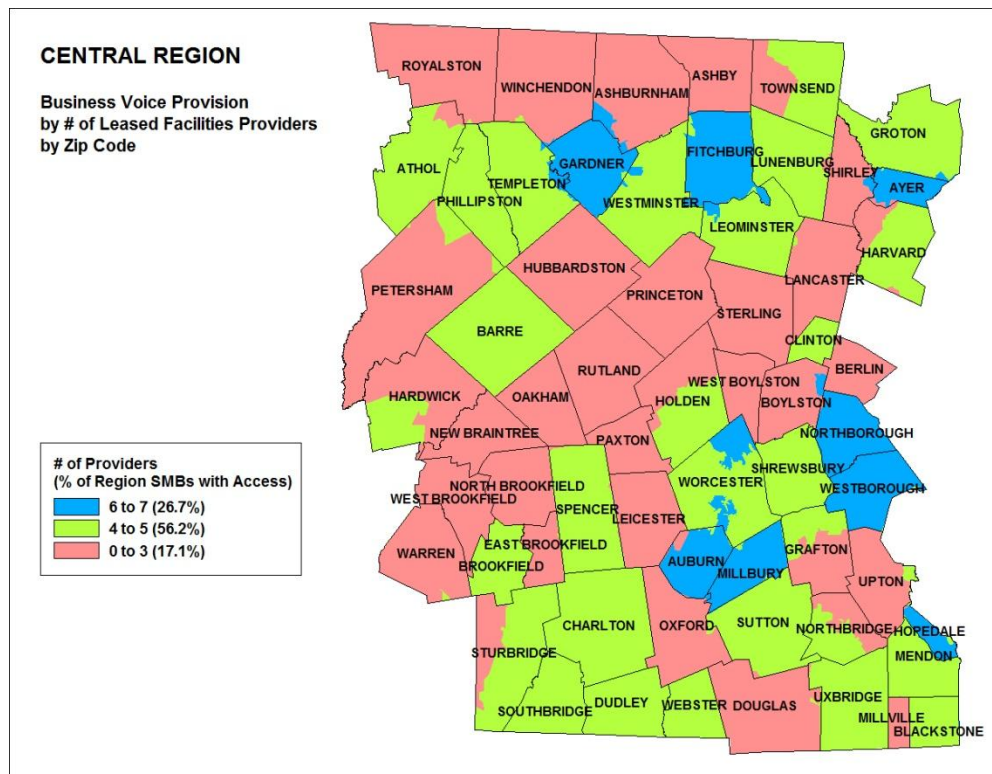 CENTRAL REGION
Business Voice Provision
by # of Leased Facilities Providers
by Zip Code
ROYALSTON
WINCHENDON
ASHBURNHAM
ASHBY
TOWNSEND
GROTON
ATHOL
PHILLIPSTON
TEMPLETON
GARDNER
WESTMINSTER
FITCHBURG
LUNENBURG
SHIRLEY
AYER
LEOMINSTER
HARVARD
PETERSHAM
HUBBARDSTON
PRINCETON
STERLING
LANCASTER
BARRE
CLINTON
BERLIN
RUTLAND
WEST BOYLSTON
BOYLSTON
HARDWICK
OAKHAM
HOLDEN
NEW BRAINTREE
PAXTON
NORTHBOROUGH
SHREWSBURY
WESTBOROUGH
WORCESTER
NORTH BROOKFIELD
WEST BROOKFIELD
SPENCER
LEICESTER
WARREN
EAST BROOKFIELD
BROOKFIELD
AUBURN
MILLBURY
GRAFTON
UPTON
CHARLTON
OXFORD
SUTTON
NORTHBRIDGE
HOPEDALE
MENDON
STURBRIDGE
SOUTHBRIDGE
DUDLEY
WEBSTER
DOUGLAS
UXBRIDGE
MILLVILLE
BLACKSTONE
# of Providers
(% of Region SMBs with Access)
6 to 7 (26.7%)
4 to 5 (56.2%)
0 to 3 (17.1%)